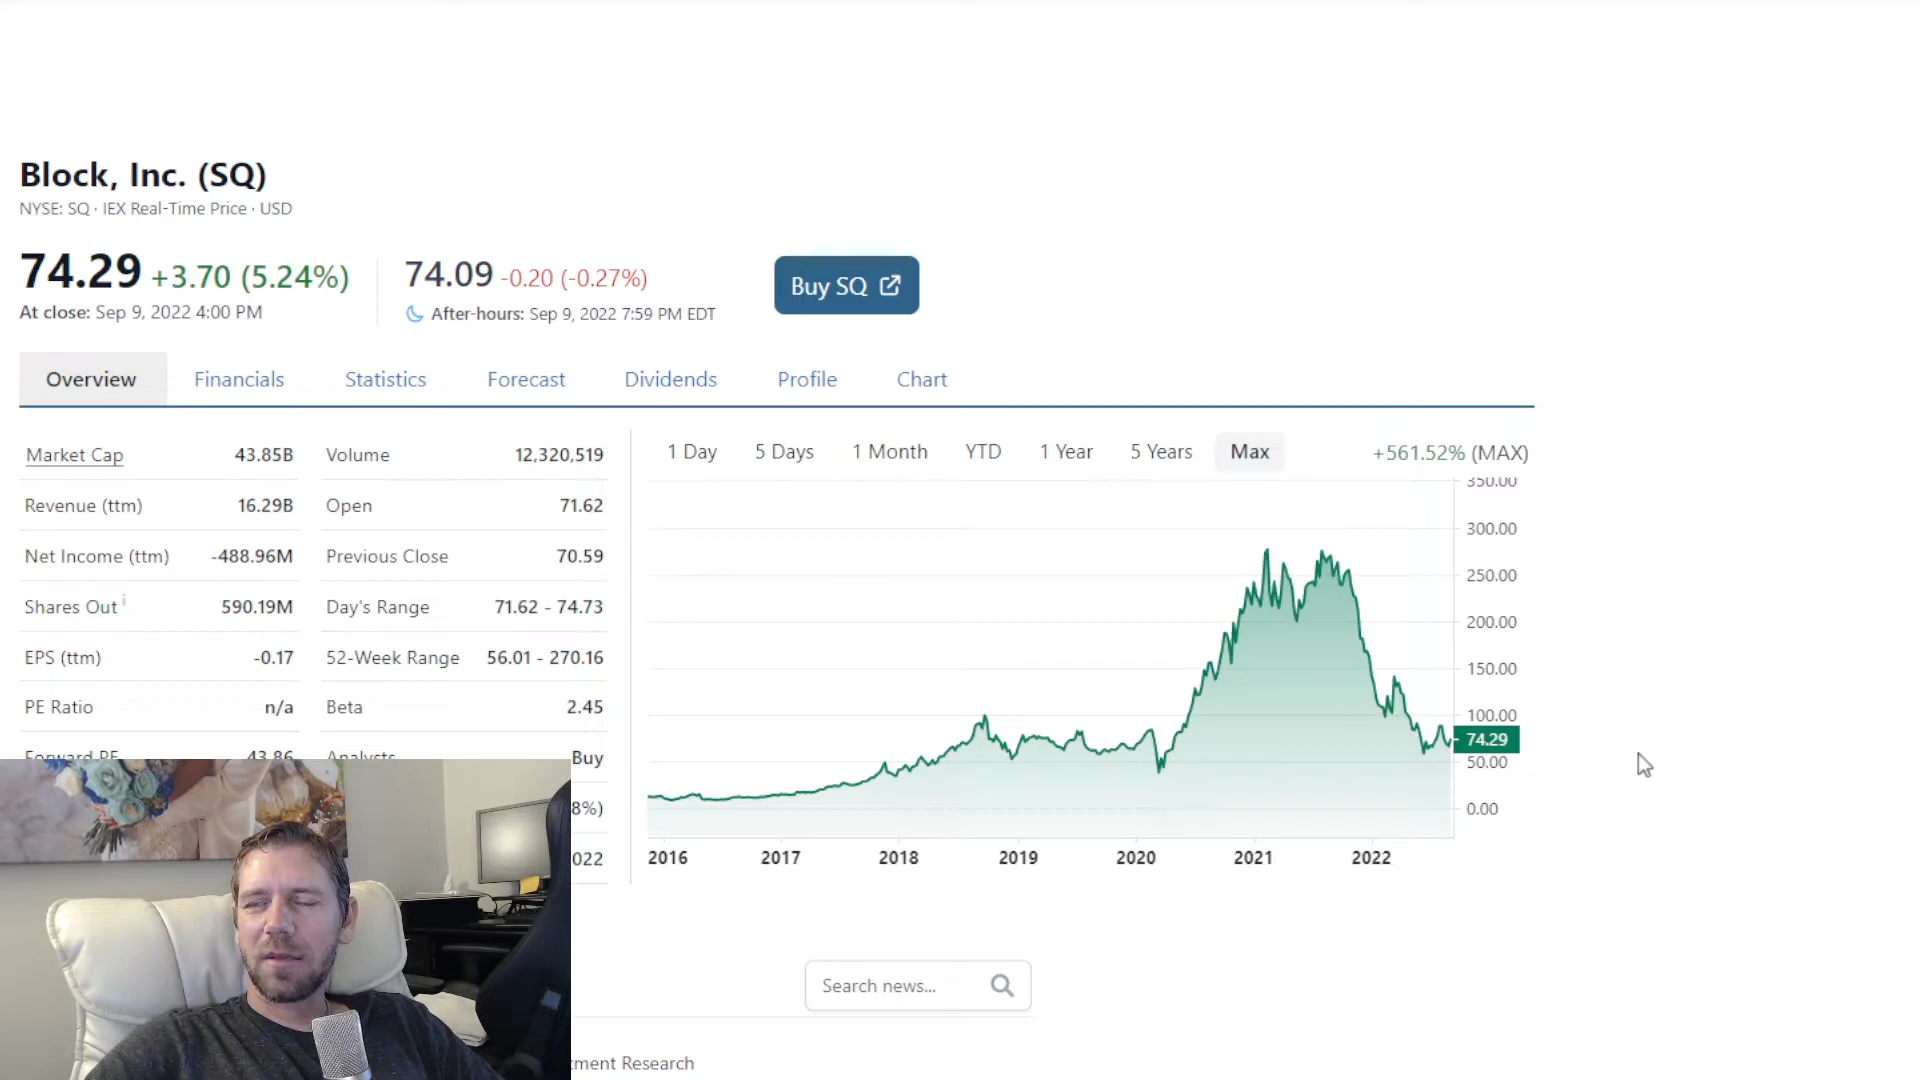 Block, Inc. (SQ)
NYSE: SQ · IEX Real-Time Price · USD
74.29 +3.70 (5.24%)
At close: Sep 9, 2022 4:00 PM
74.09 -0.20 (-0.27%)
After-hours: Sep 9, 2022 7:59 PM EDT
Buy SQ
Overview Financials Statistics Forecast Dividends Profile Chart
Market Cap 43.85B
Revenue (ttm) 16.29B
Net Income (ttm) -488.96M
Shares Out i 590.19M
EPS (ttm) -0.17
PE Ratio n/a
Forward PE 43.86
Volume 12,320,519
Open 71.62
Previous Close 70.59
Day's Range 71.62 - 74.73
52-Week Range 56.01 - 270.16
Beta 2.45
Analysts Buy
8%)
022
1 Day 5 Days 1 Month YTD 1 Year 5 Years Max +561.52% (MAX)
350.00
300.00
250.00
200.00
150.00
100.00
74.29
50.00
0.00
2016 2017 2018 2019 2020 2021 2022
Search news...
tment Research